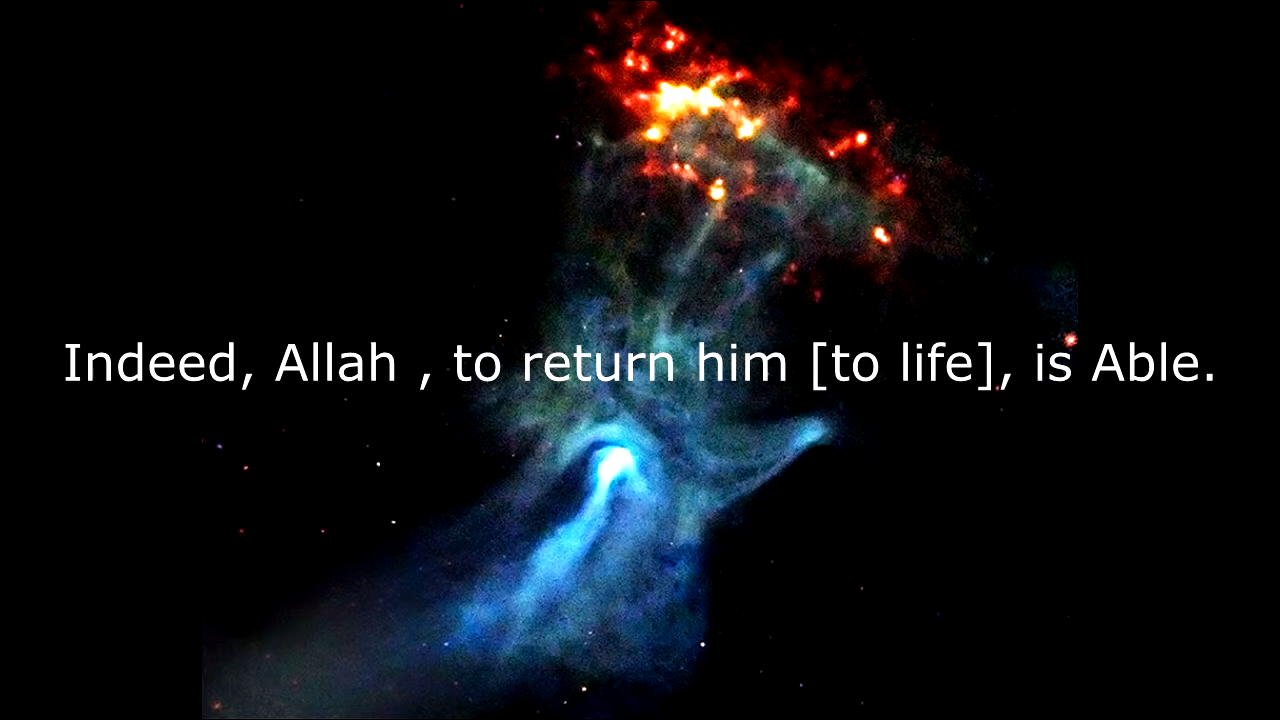 Indeed, Allah , to return him [to life], is Able.